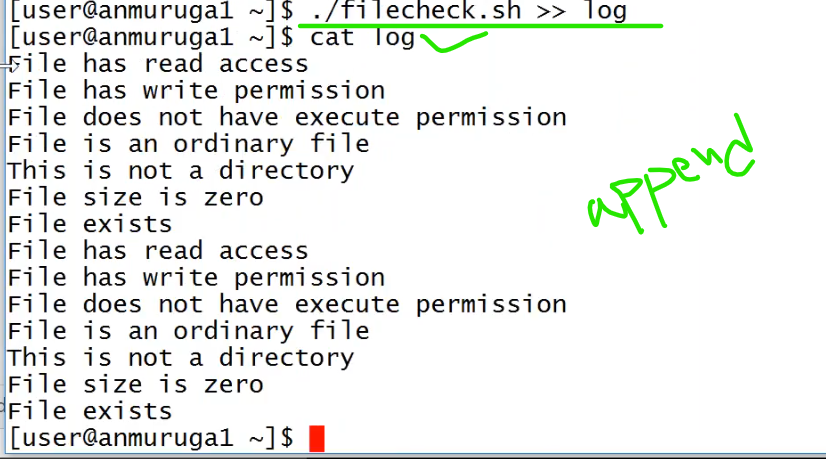 [user@anmuruga1 ~]$ ./filecheck.sh >> log
[user@anmuruga1 ~]$ cat log
File has read access
File has write permission
File does not have execute permission
File is an ordinary file
This is not a directory
File size is zero
File exists
File has read access
File has write permission
File does not have execute permission
File is an ordinary file
This is not a directory
File size is zero
File exists
[user@anmuruga1 ~]$
append